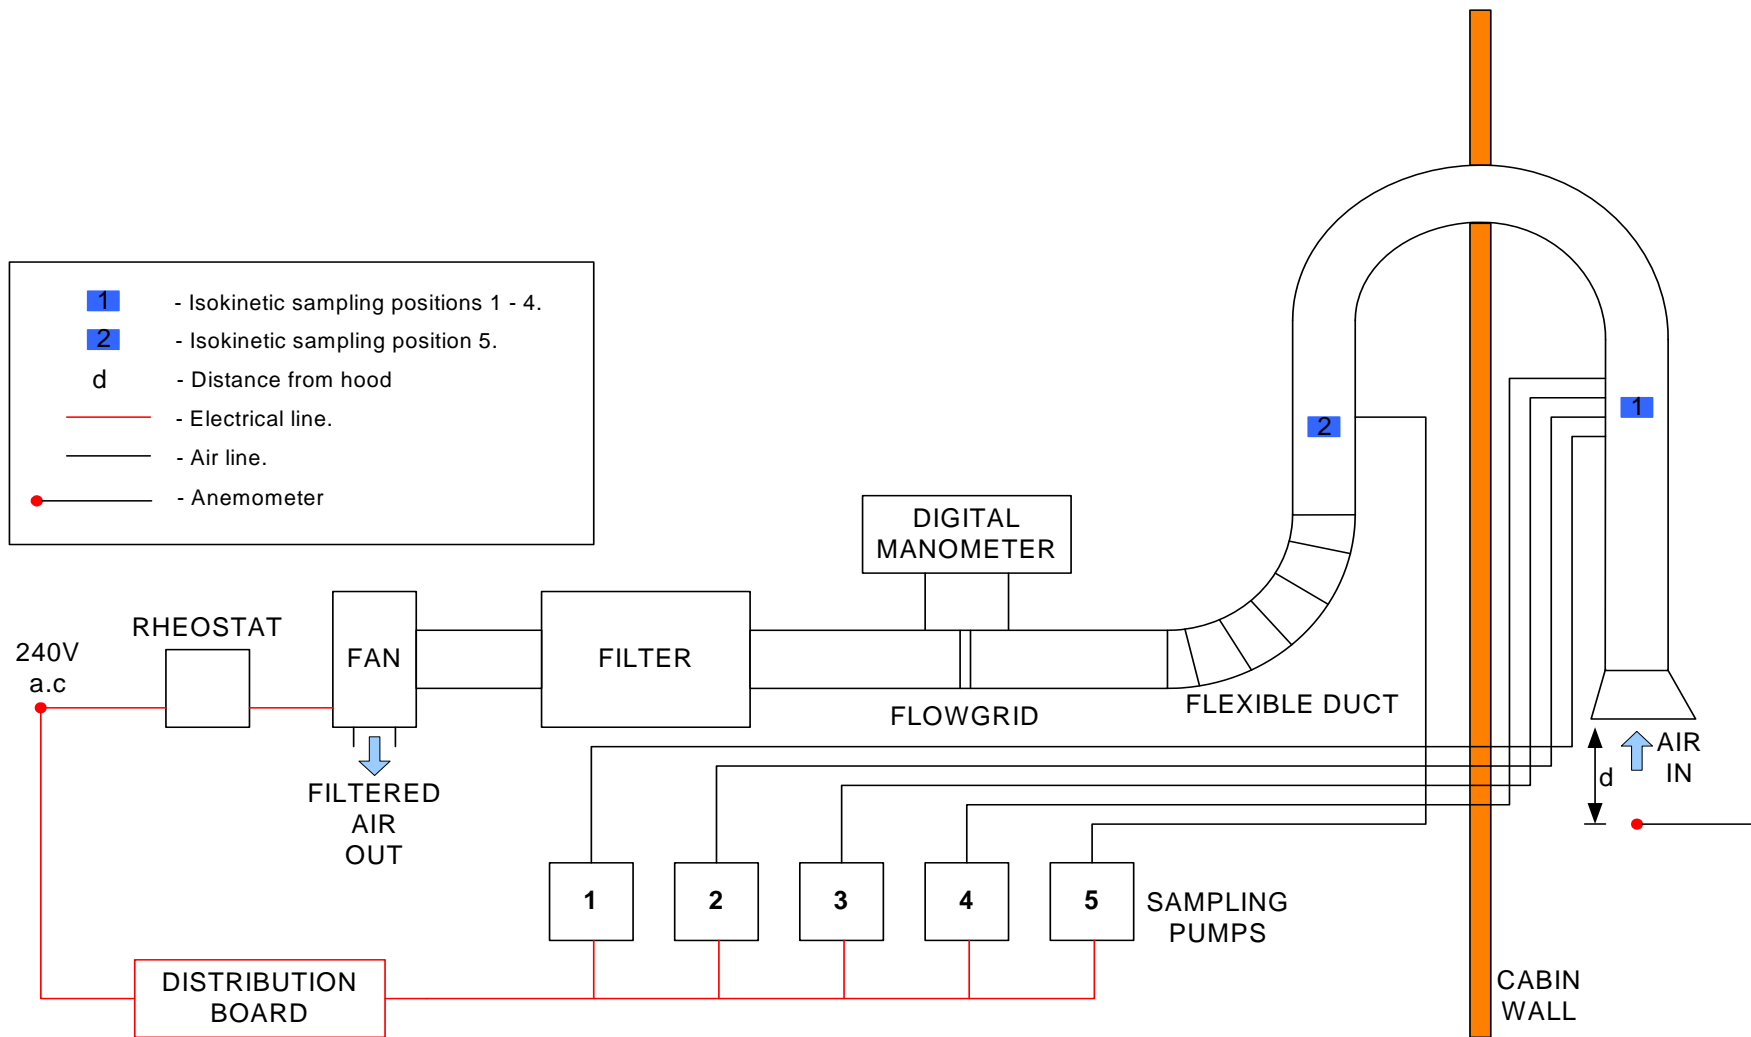 1 - Isokinetic sampling positions 1 - 4.
2 - Isokinetic sampling position 5.
d - Distance from hood
- Electrical line.
- Air line.
- Anemometer
2
1
DIGITAL
MANOMETER
RHEOSTAT
240V
a.c
FAN
FILTER
FLOWGRID
FLEXIBLE DUCT
AIR
IN
d
FILTERED
AIR
OUT
1
2
3
4
5
SAMPLING
PUMPS
DISTRIBUTION
BOARD
CABIN
WALL